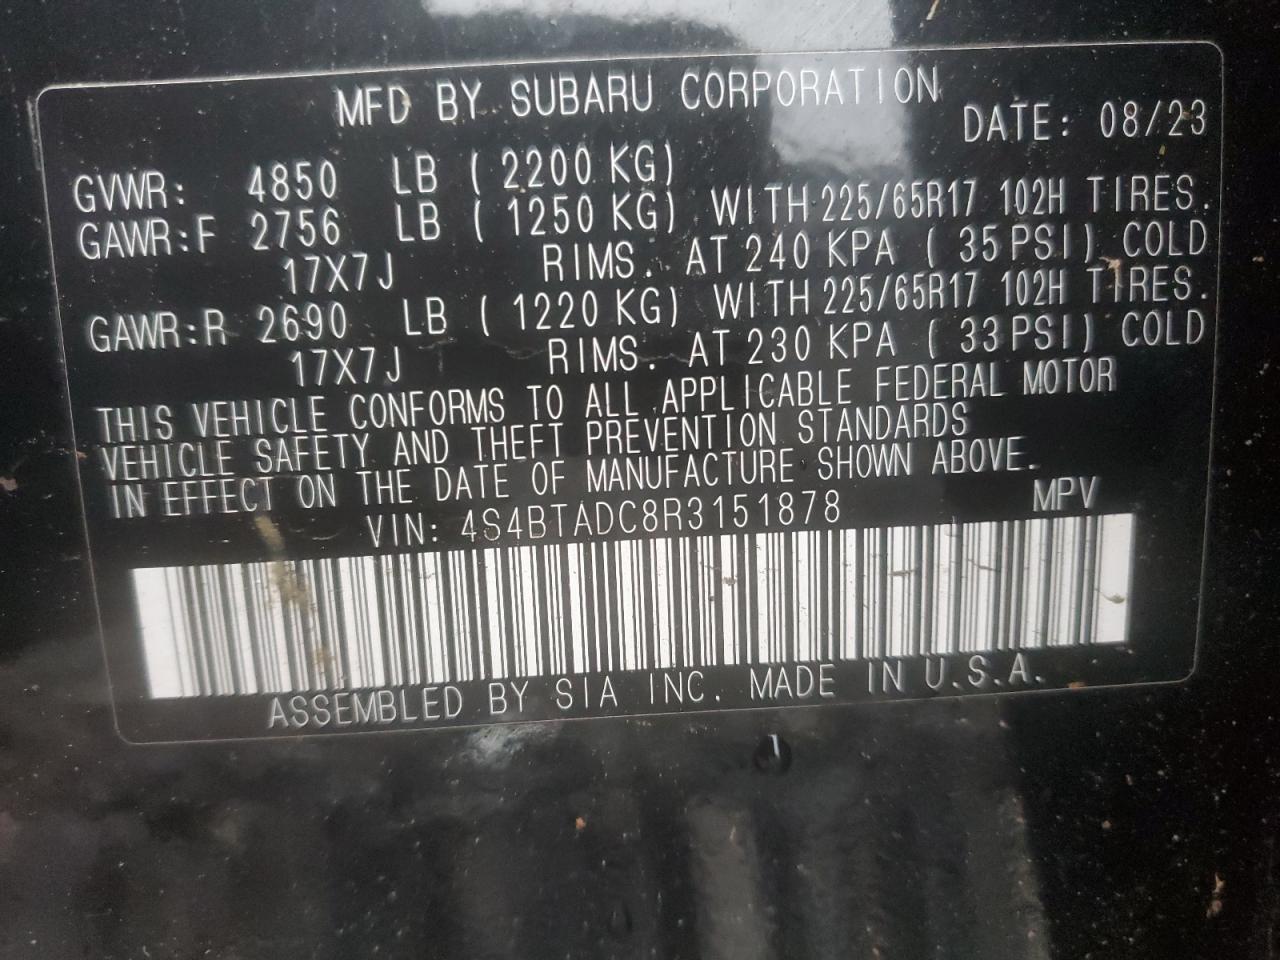 MFD BY SUBARU CORPORATION DATE: 08/23
GVWR: 4850 LB ( 2200 KG)
GAWR:F 2756 LB ( 1250 KG) WITH 225/65R17 102H TIRES.
17X7J RIMS. AT 240 KPA ( 35PSI) COLD
GAWR:R 2690 LB ( 1220 KG) WITH 225/65R17 102H TIRES.
17X7J RIMS. AT 230 KPA ( 33PSI) COLD
THIS VEHICLE CONFORMS TO ALL APPLICABLE FEDERAL MOTOR
VEHICLE SAFETY AND THEFT PREVENTION STANDARDS
IN EFFECT ON THE DATE OF MANUFACTURE SHOWN ABOVE.
VIN: 4S4BTADC8R3151878 MPV
ASSEMBLED BY SIA INC. MADE IN U.S.A.